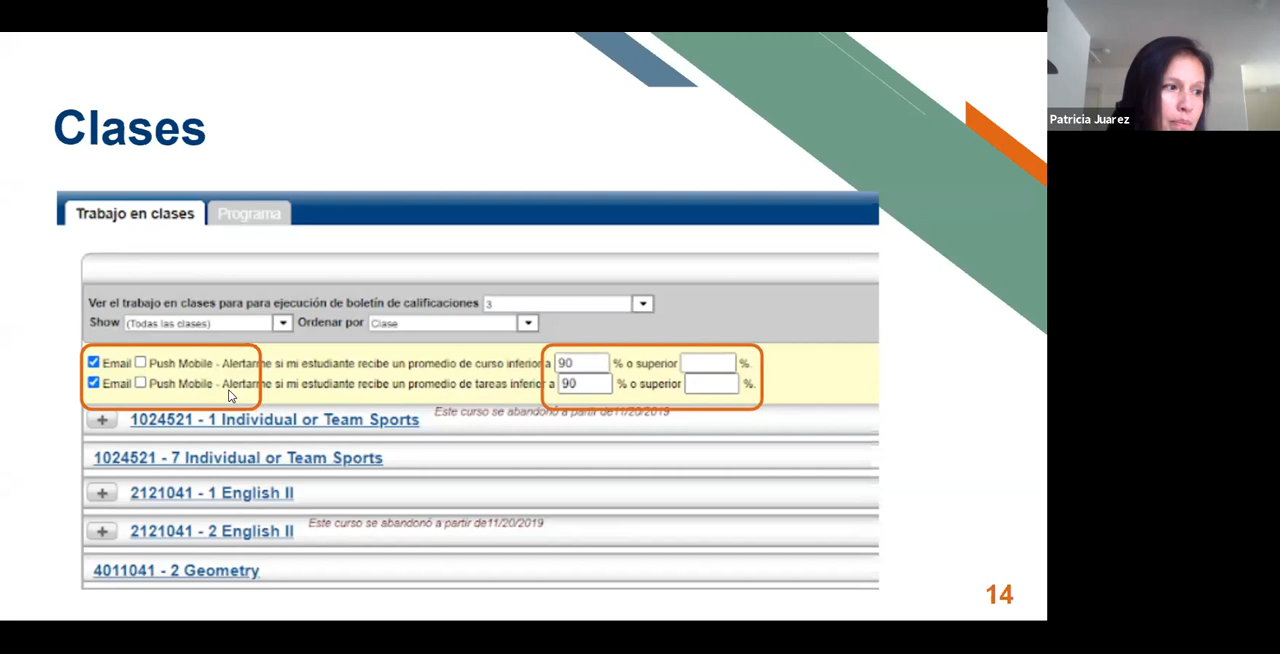 Clases
Patricia Juarez
Trabajo en clases Programa
Ver el trabajo en clases para para ejecución de boletín de calificaciones 3
Show (Todas las clases) Ordenar por Clase
Email Push Mobile - Alertarme si mi estudiante recibe un promedio de curso inferior a 90 % o superior %.
Email Push Mobile - Alertarme si mi estudiante recibe un promedio de tareas inferior a 90 % o superior %.
+ 1024521 - 1 Individual or Team Sports Este curso se abandonó a partir de11/20/2019
1024521 - 7 Individual or Team Sports
+ 2121041 - 1 English II
+ 2121041 - 2 English II Este curso se abandonó a partir de11/20/2019
4011041 - 2 Geometry
14